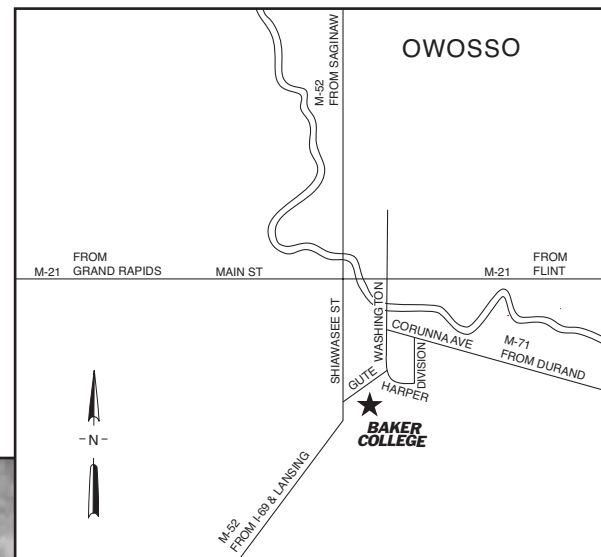 OWOSSO
M-52
FROM SAGINAW
M-21
FROM
GRAND RAPIDS
MAIN ST
M-21
FROM
FLINT
SHIAWASEE ST
WASHINGTON
CORUNNA AVE
M-71
FROM DURAND
DIVISION
GUTE
HARPER
BAKER
COLLEGE
-N-
M-52
FROM I-69 & LANSING